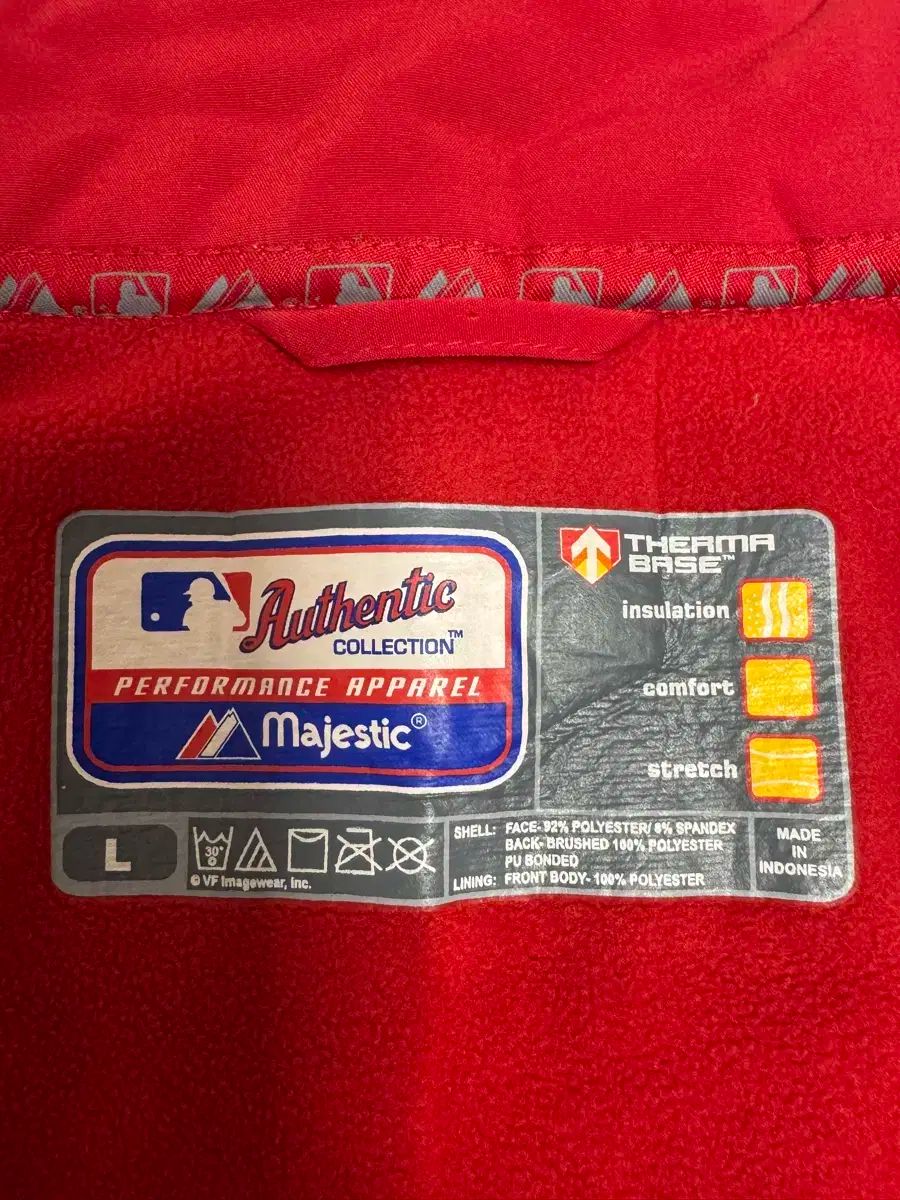 Authentic
COLLECTION™
PERFORMANCE APPAREL
Majestic®
THERMA
BASE™
insulation
comfort
stretch
L
30°
© VF Imagewear, Inc.
SHELL: FACE- 92% POLYESTER/ 8% SPANDEX
BACK- BRUSHED 100% POLYESTER
PU BONDED
LINING: FRONT BODY- 100% POLYESTER
MADE
IN
INDONESIA